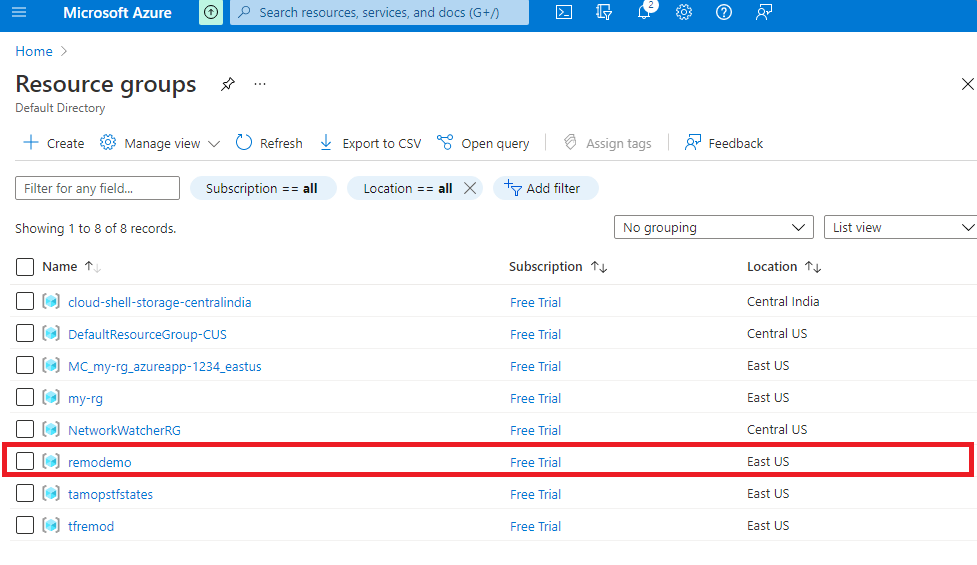 Microsoft Azure
Search resources, services, and docs (G+/)
2
Home
Resource groups
Default Directory
Create
Manage view
Refresh
Export to CSV
Open query
Assign tags
Feedback
Filter for any field...
Subscription == all
Location == all
Add filter
Showing 1 to 8 of 8 records.
No grouping
List view
Name
Subscription
Location
cloud-shell-storage-centralindia Free Trial Central India
DefaultResourceGroup-CUS Free Trial Central US
MC_my-rg_azureapp-1234_eastus Free Trial East US
my-rg Free Trial East US
NetworkWatcherRG Free Trial Central US
remodemo Free Trial East US
tamopstfstates Free Trial East US
tfremod Free Trial East US